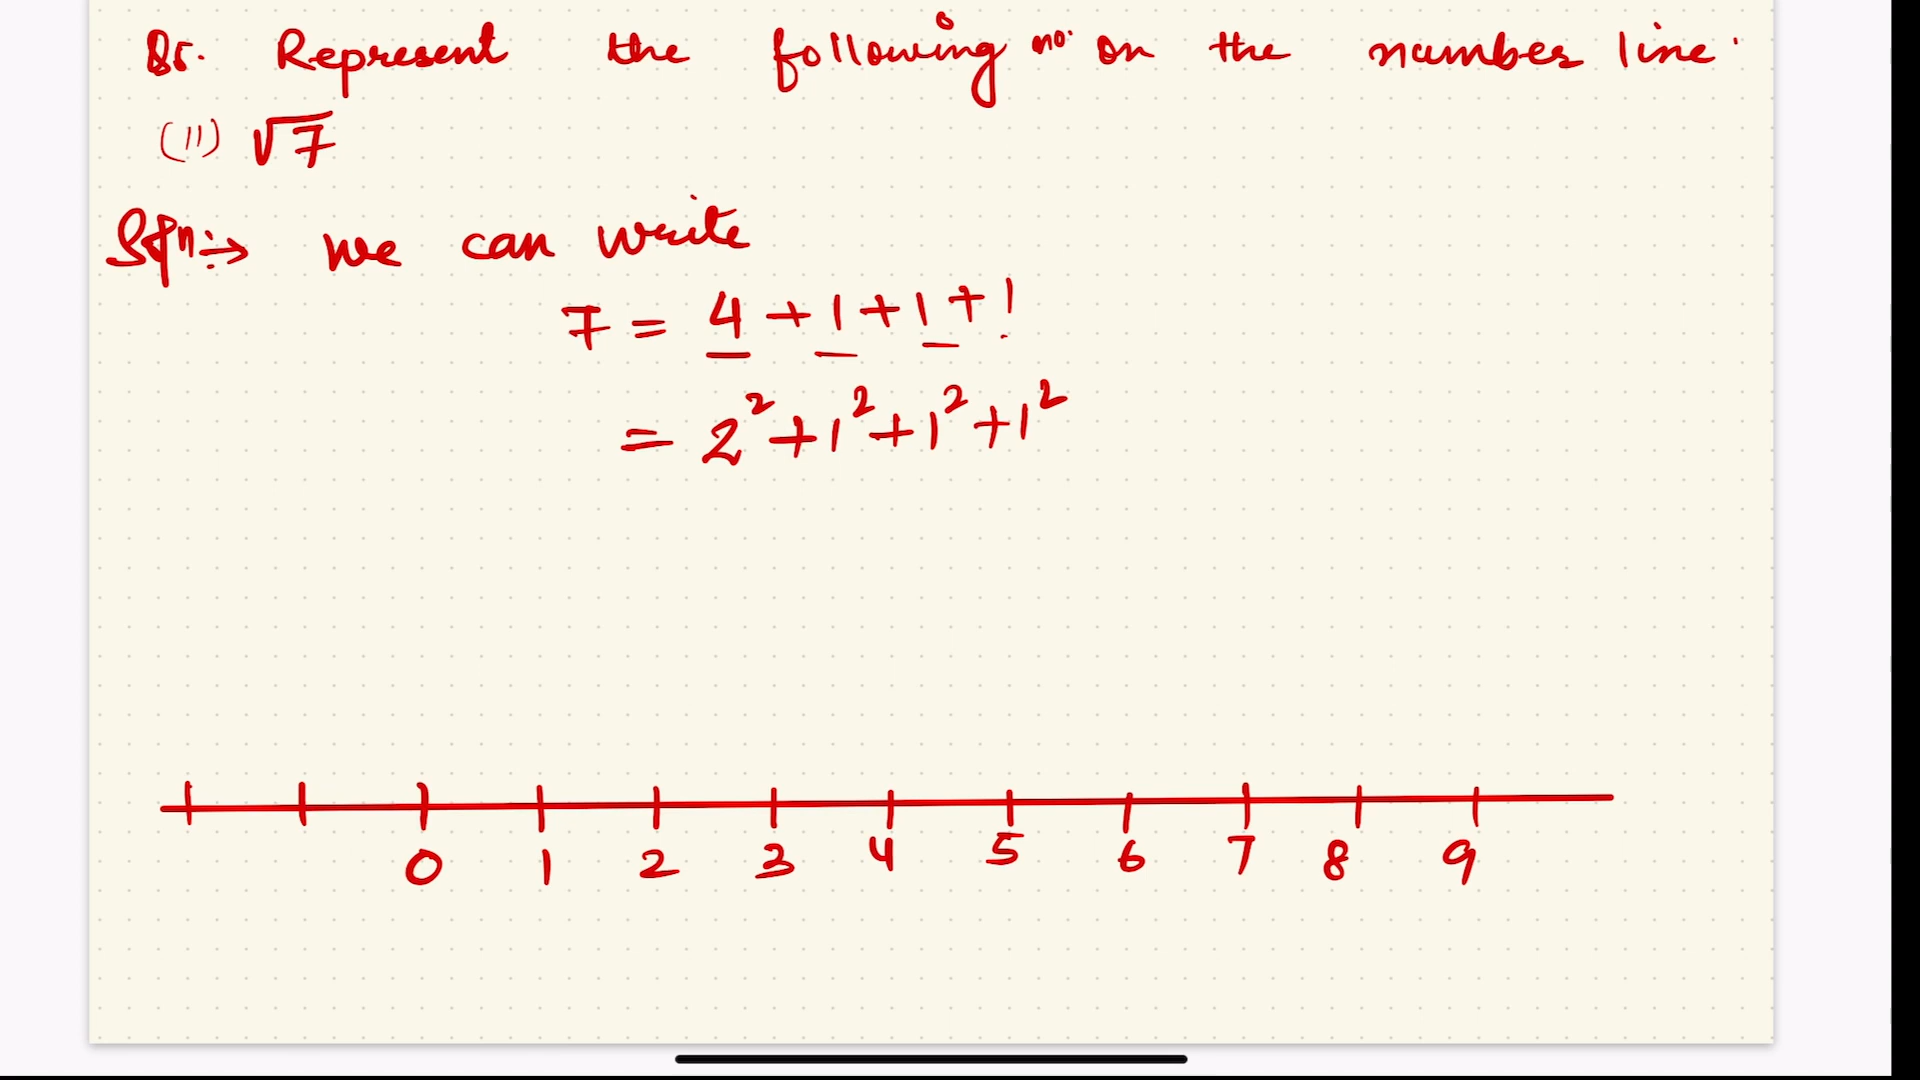 Q5. Represent the following no. on the number line.
(ii) √7
Solⁿ:→ we can write
7 = 4 + 1 + 1 + 1
= 2² + 1² + 1² + 1²
0 1 2 3 4 5 6 7 8 9